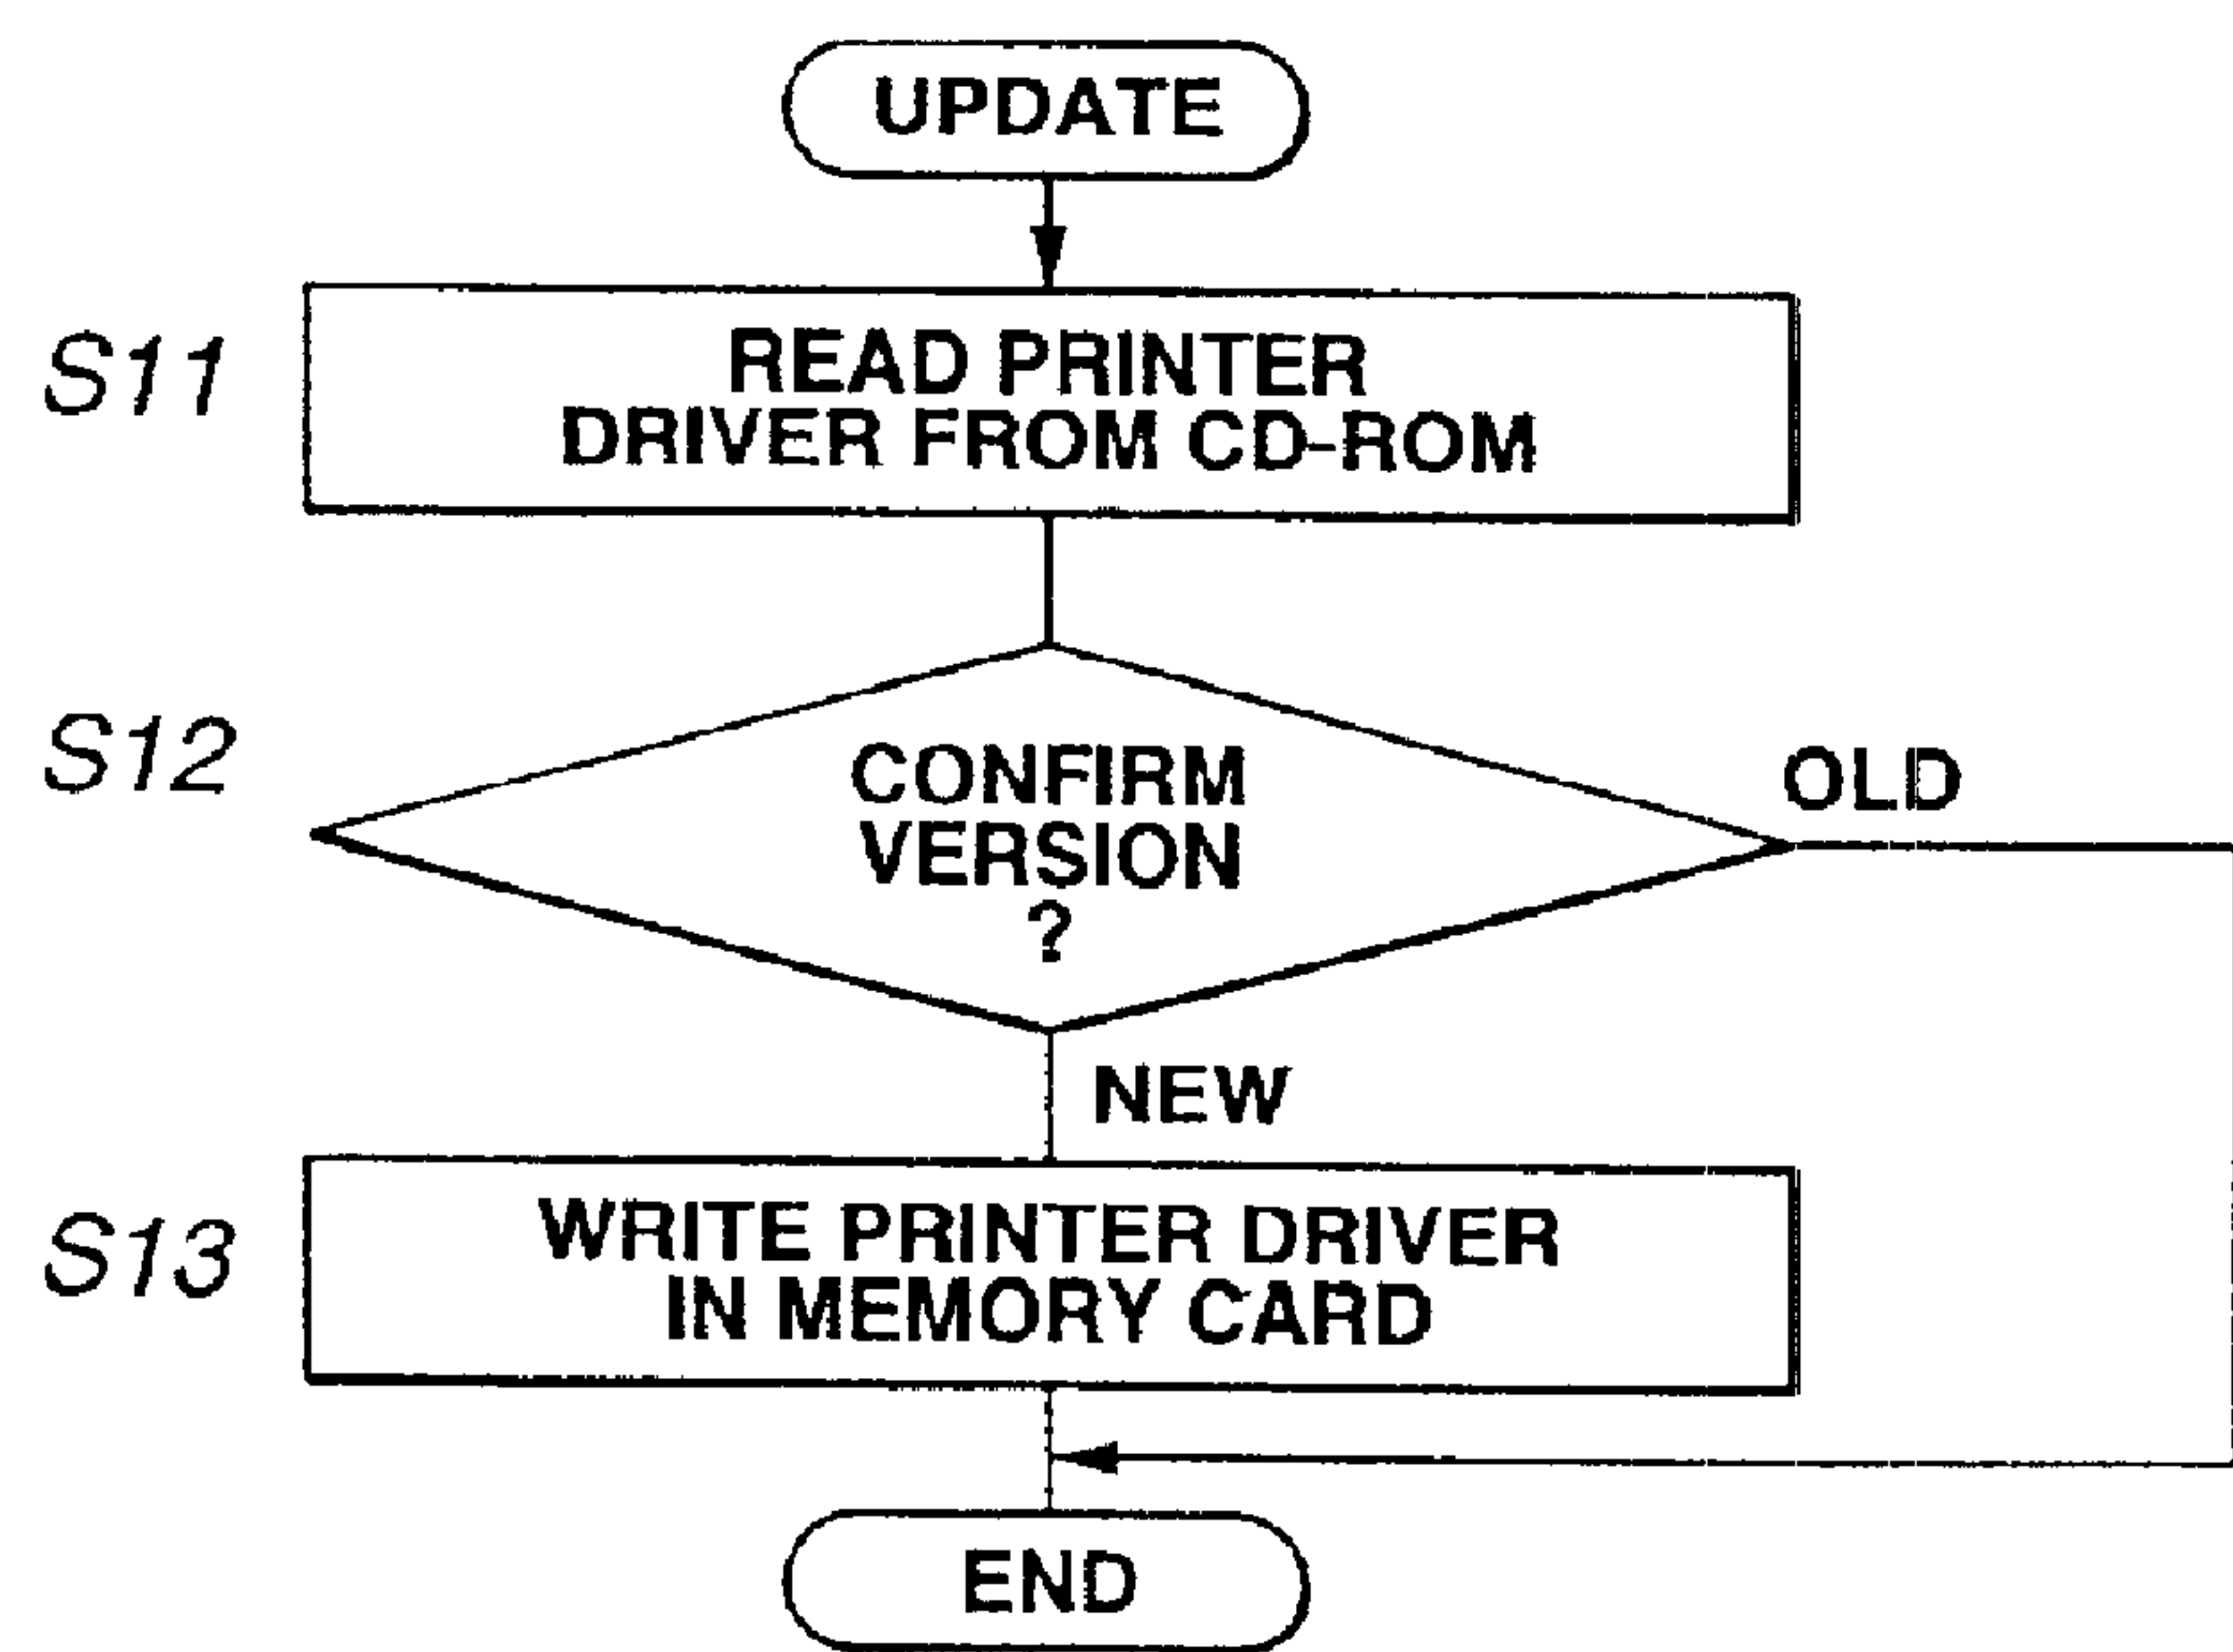 UPDATE
S11
READ PRINTER
DRIVER FROM CD-ROM
S12
CONFIRM
VERSION
?
OLD
NEW
S13
WRITE PRINTER DRIVER
IN MEMORY CARD
END